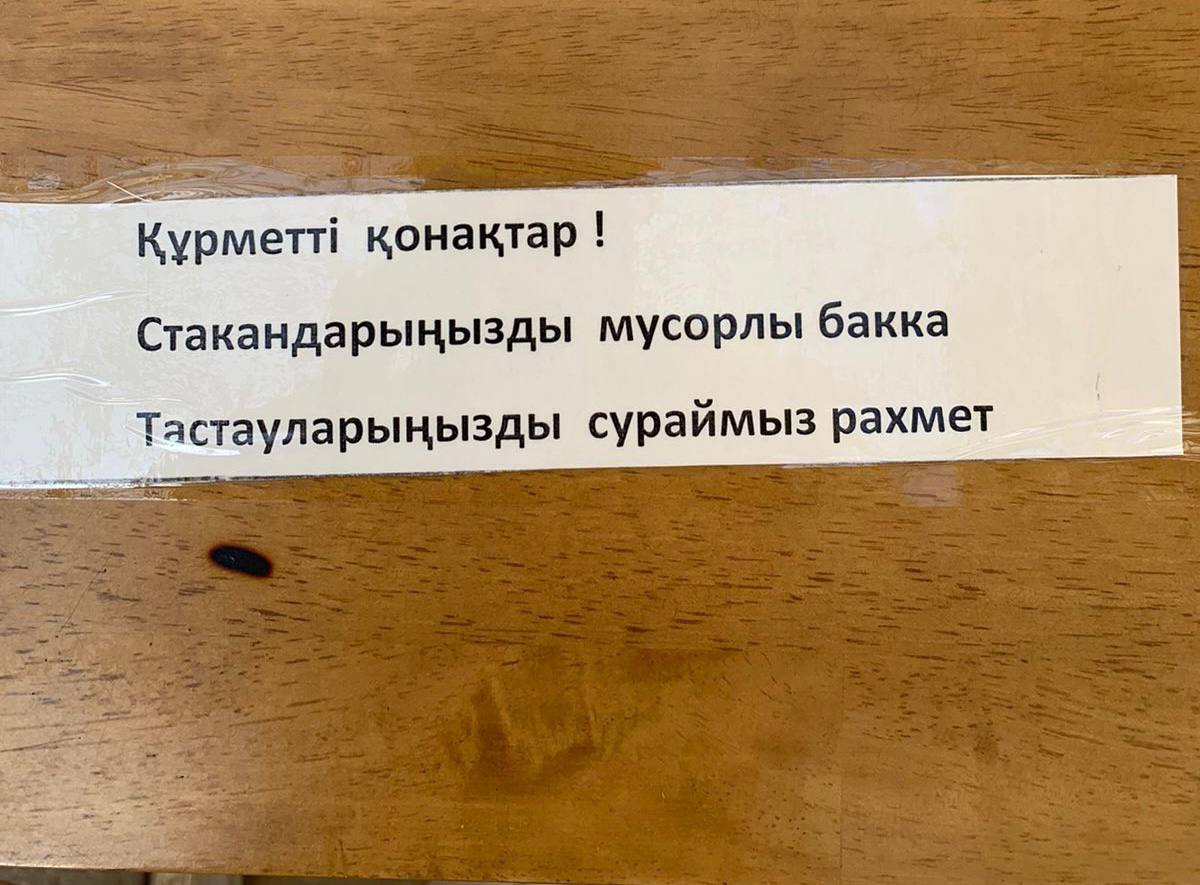 Құрметті қонақтар !
Стакандарыңызды мусорлы бакка
Тастауларыңызды сураймыз рахмет